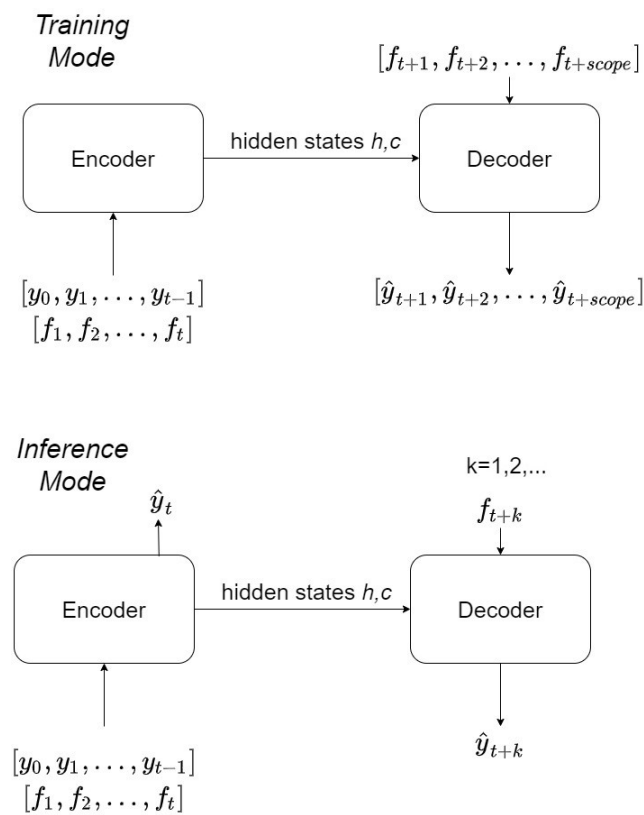 Training
Mode
[f_{t+1}, f_{t+2}, . . . , f_{t+scope}]
Encoder
hidden states h,c
Decoder
[y_0, y_1, . . . , y_{t−1}]
[f_1, f_2, . . . , f_t]
[ŷ_{t+1}, ŷ_{t+2}, . . . , ŷ_{t+scope}]
Inference
Mode
ŷ_t
k=1,2,...
f_{t+k}
Encoder
hidden states h,c
Decoder
[y_0, y_1, . . . , y_{t−1}]
[f_1, f_2, . . . , f_t]
ŷ_{t+k}